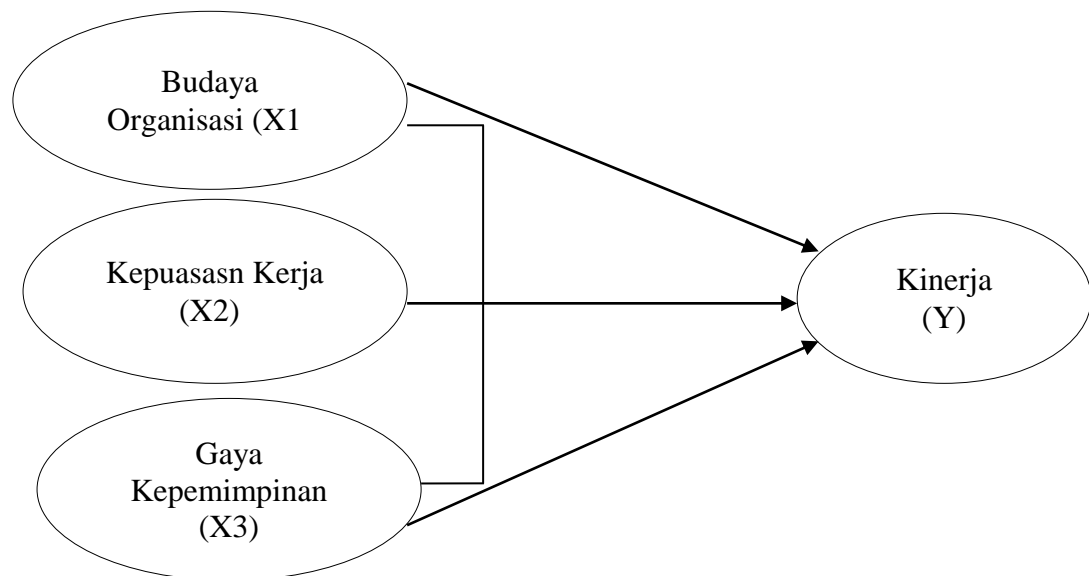 Budaya
Organisasi (X1
Kepuasasn Kerja
(X2)
Gaya
Kepemimpinan
(X3)
Kinerja
(Y)